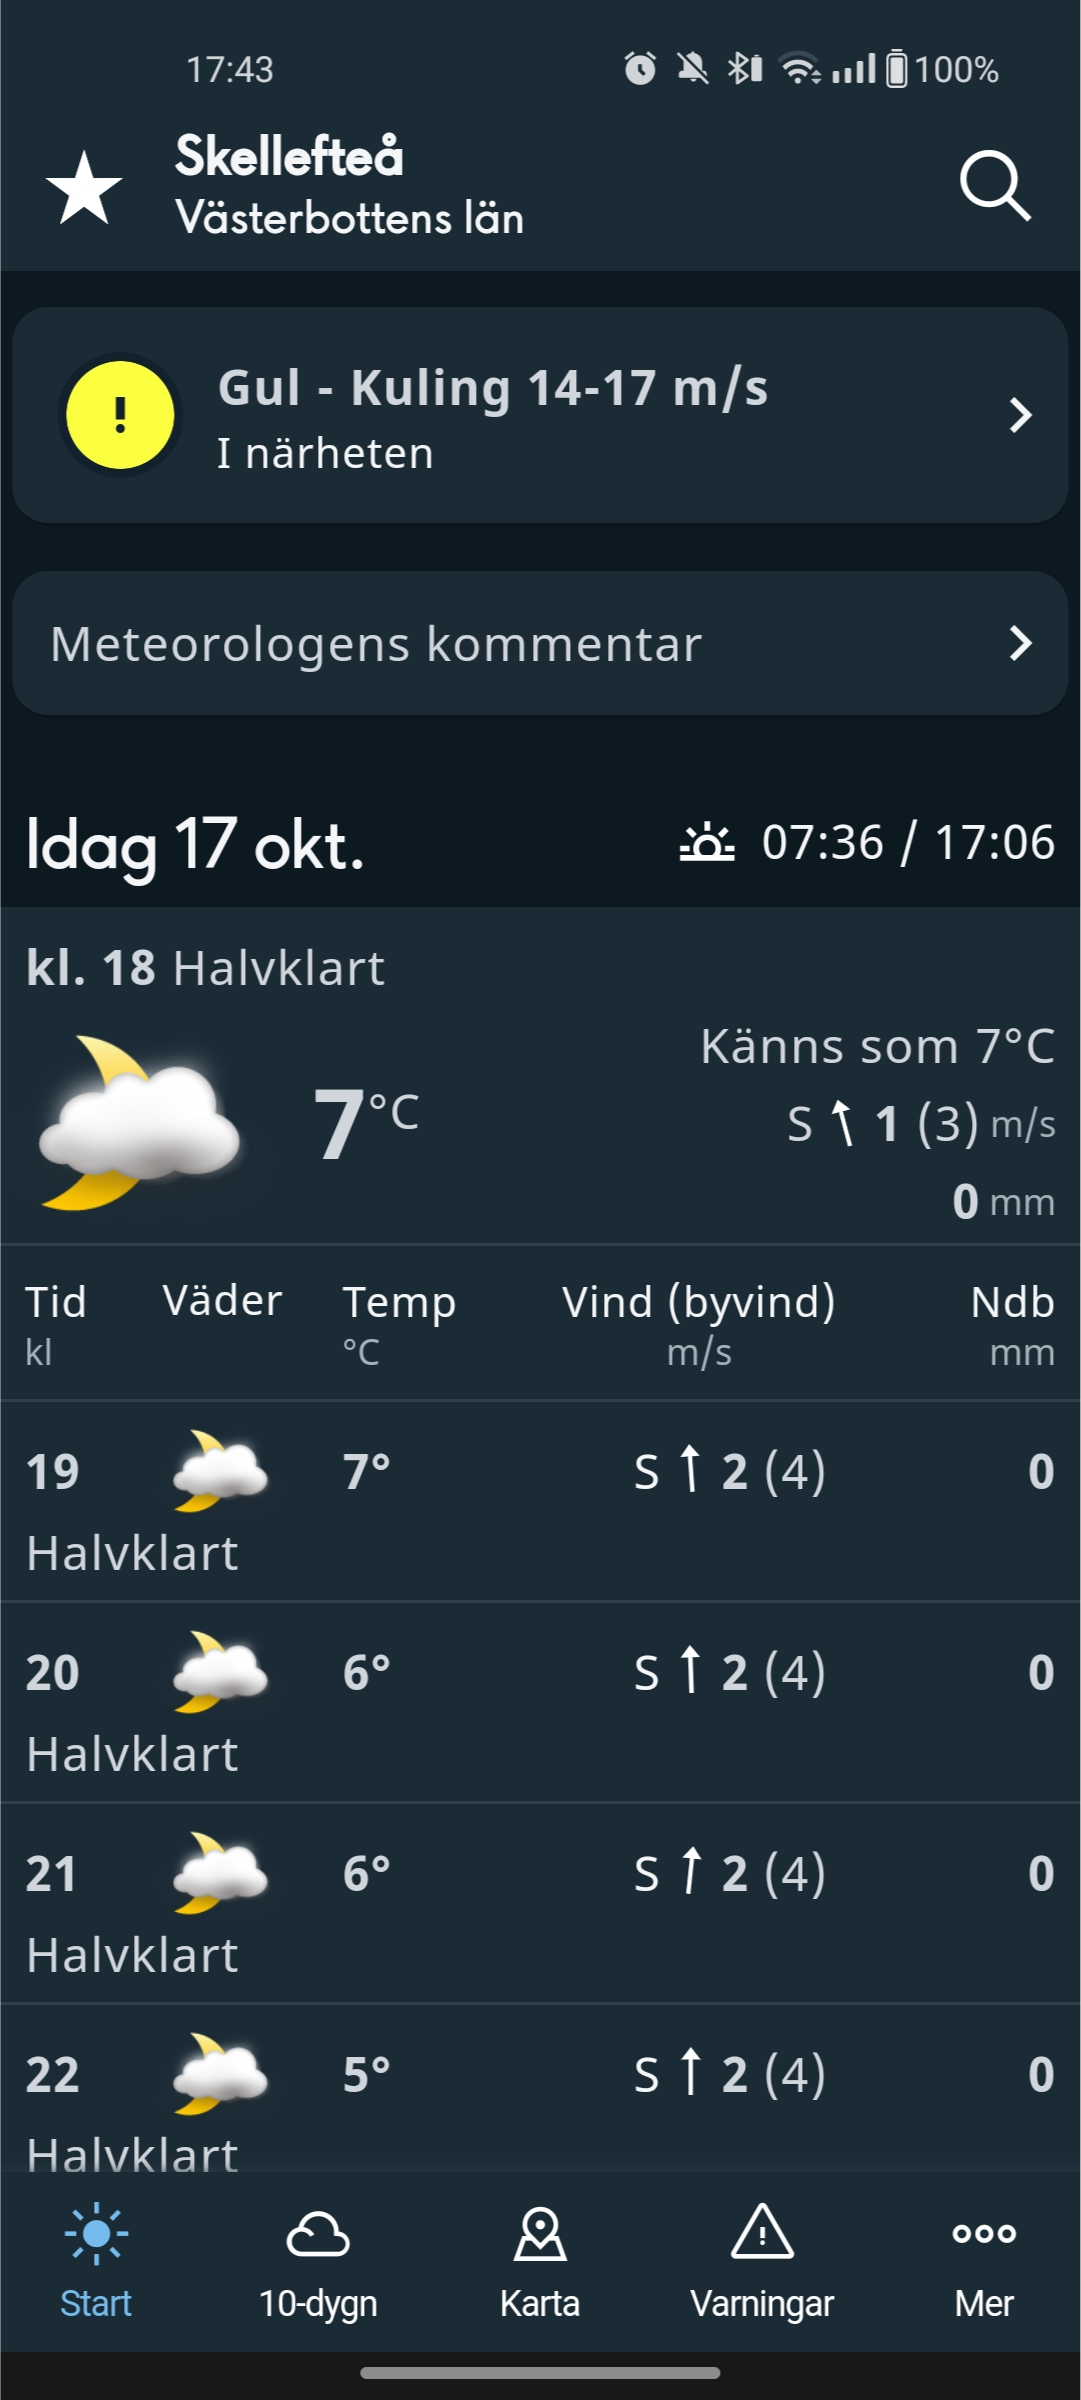 17:43 100%
Skellefteå
Västerbottens län
Gul - Kuling 14-17 m/s
I närheten
Meteorologens kommentar
Idag 17 okt. 07:36 / 17:06
kl. 18 Halvklart
Känns som 7°C
7°C S 1 (3) m/s
0 mm
Tid Väder Temp Vind (byvind) Ndb
kl °C m/s mm
19 7° S 2 (4) 0
Halvklart
20 6° S 2 (4) 0
Halvklart
21 6° S 2 (4) 0
Halvklart
22 5° S 2 (4) 0
Halvklart
Start 10-dygn Karta Varningar Mer